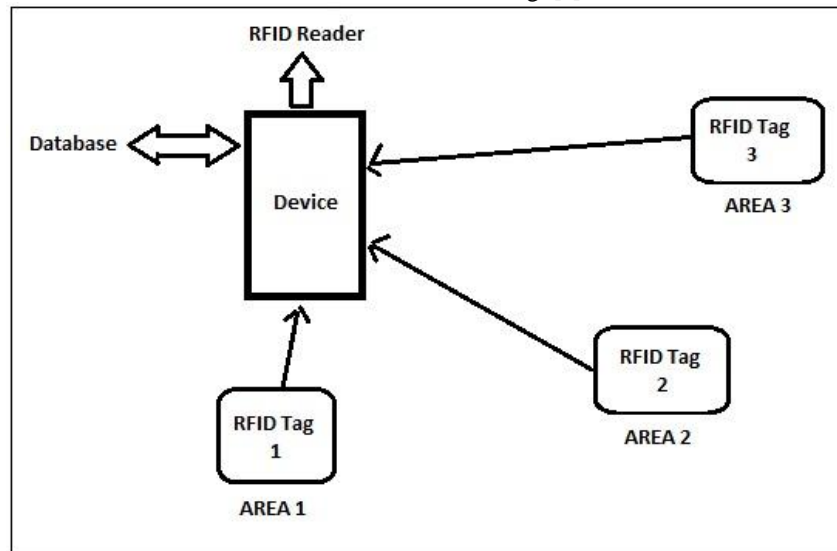 RFID Reader
Database
Device
RFID Tag
3
AREA 3
RFID Tag
2
AREA 2
RFID Tag
1
AREA 1